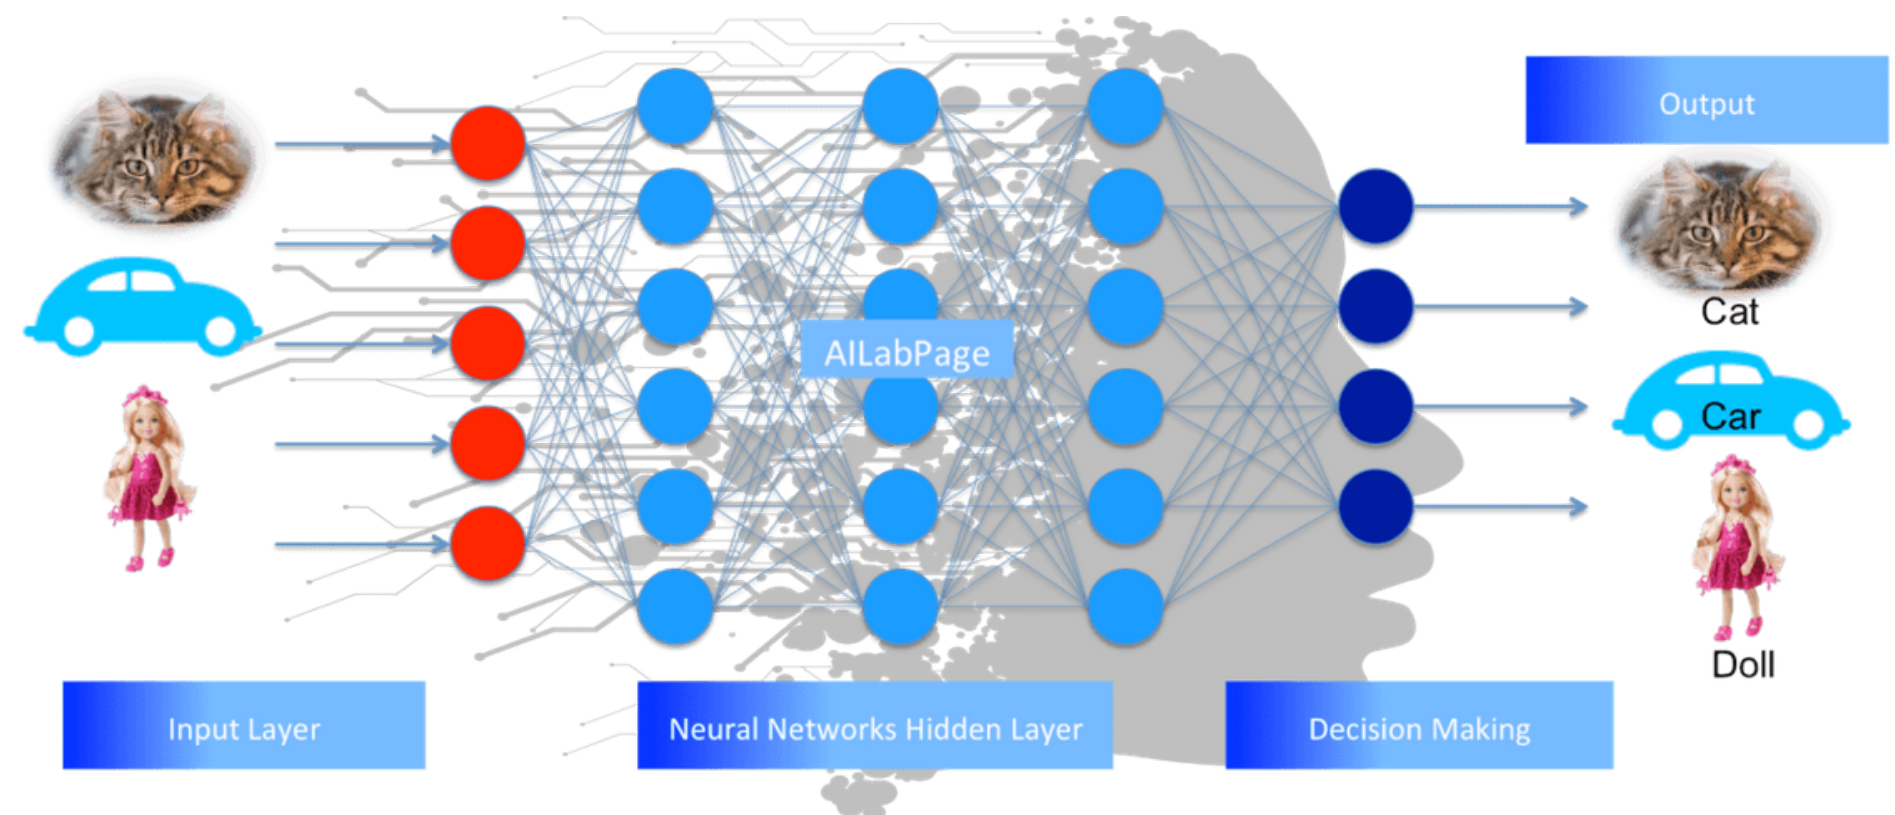 Output
Cat
AILabPage
Car
Doll
Input Layer
Neural Networks Hidden Layer
Decision Making